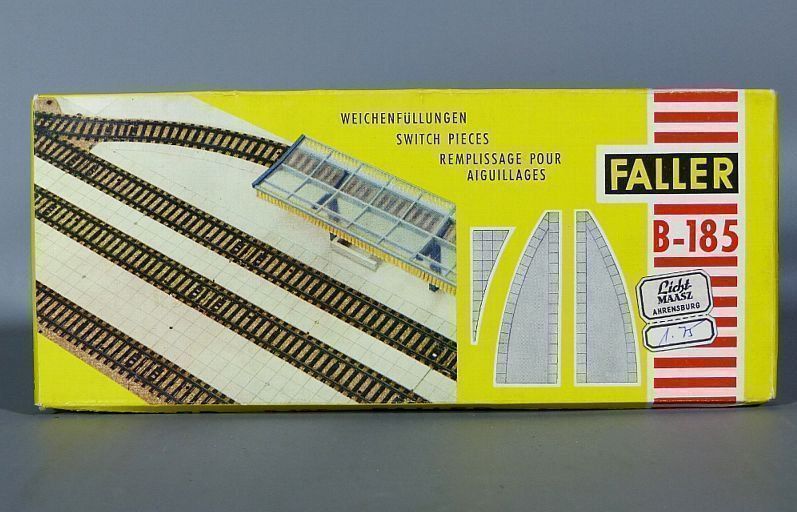 WEICHENFÜLLUNGEN
SWITCH PIECES
REMPLISSAGE POUR
AIGUILLAGES
FALLER
B-185
Licht
MAASZ
AHRENSBURG
1.75